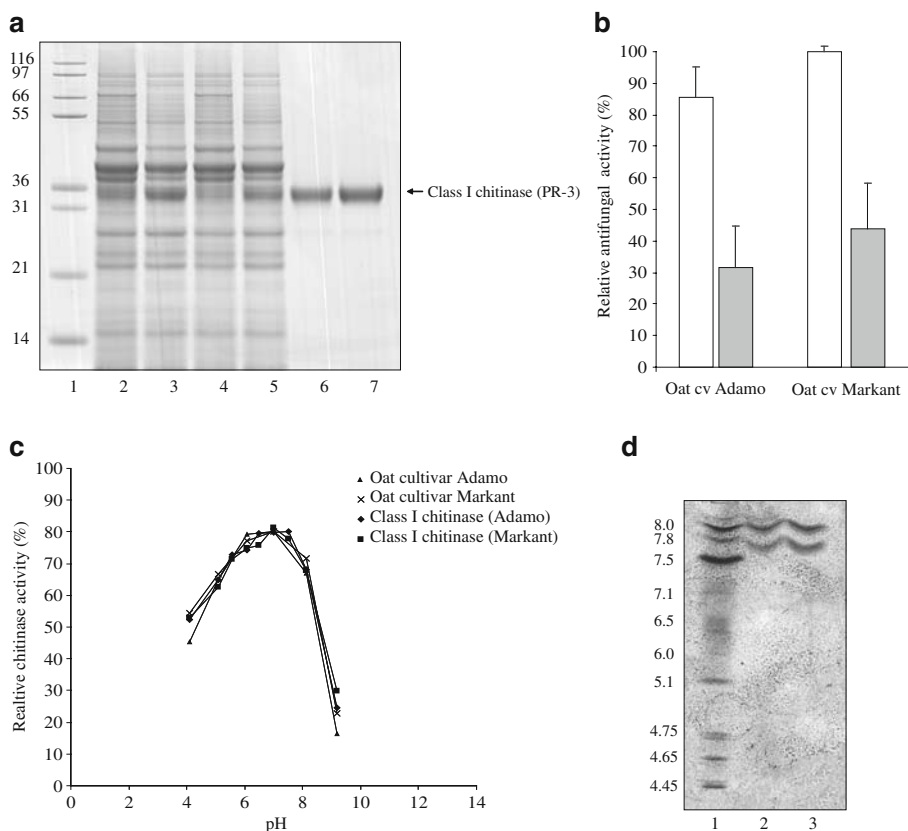 a
116
97
66
55
36
31
21
14
Class I chitinase (PR-3)
1 2 3 4 5 6 7
b
Relative antifungal activity (%)
100
90
80
70
60
50
40
30
20
10
0
Oat cv Adamo Oat cv Markant
c
Realtive chitinase activity (%)
100
90
80
70
60
50
40
30
20
10
0
0 2 4 6 8 10 12 14
pH
Oat cultivar Adamo
Oat cultivar Markant
Class I chitinase (Adamo)
Class I chitinase (Markant)
d
8.0
7.8
7.5
7.1
6.5
6.0
5.1
4.75
4.65
4.45
1 2 3